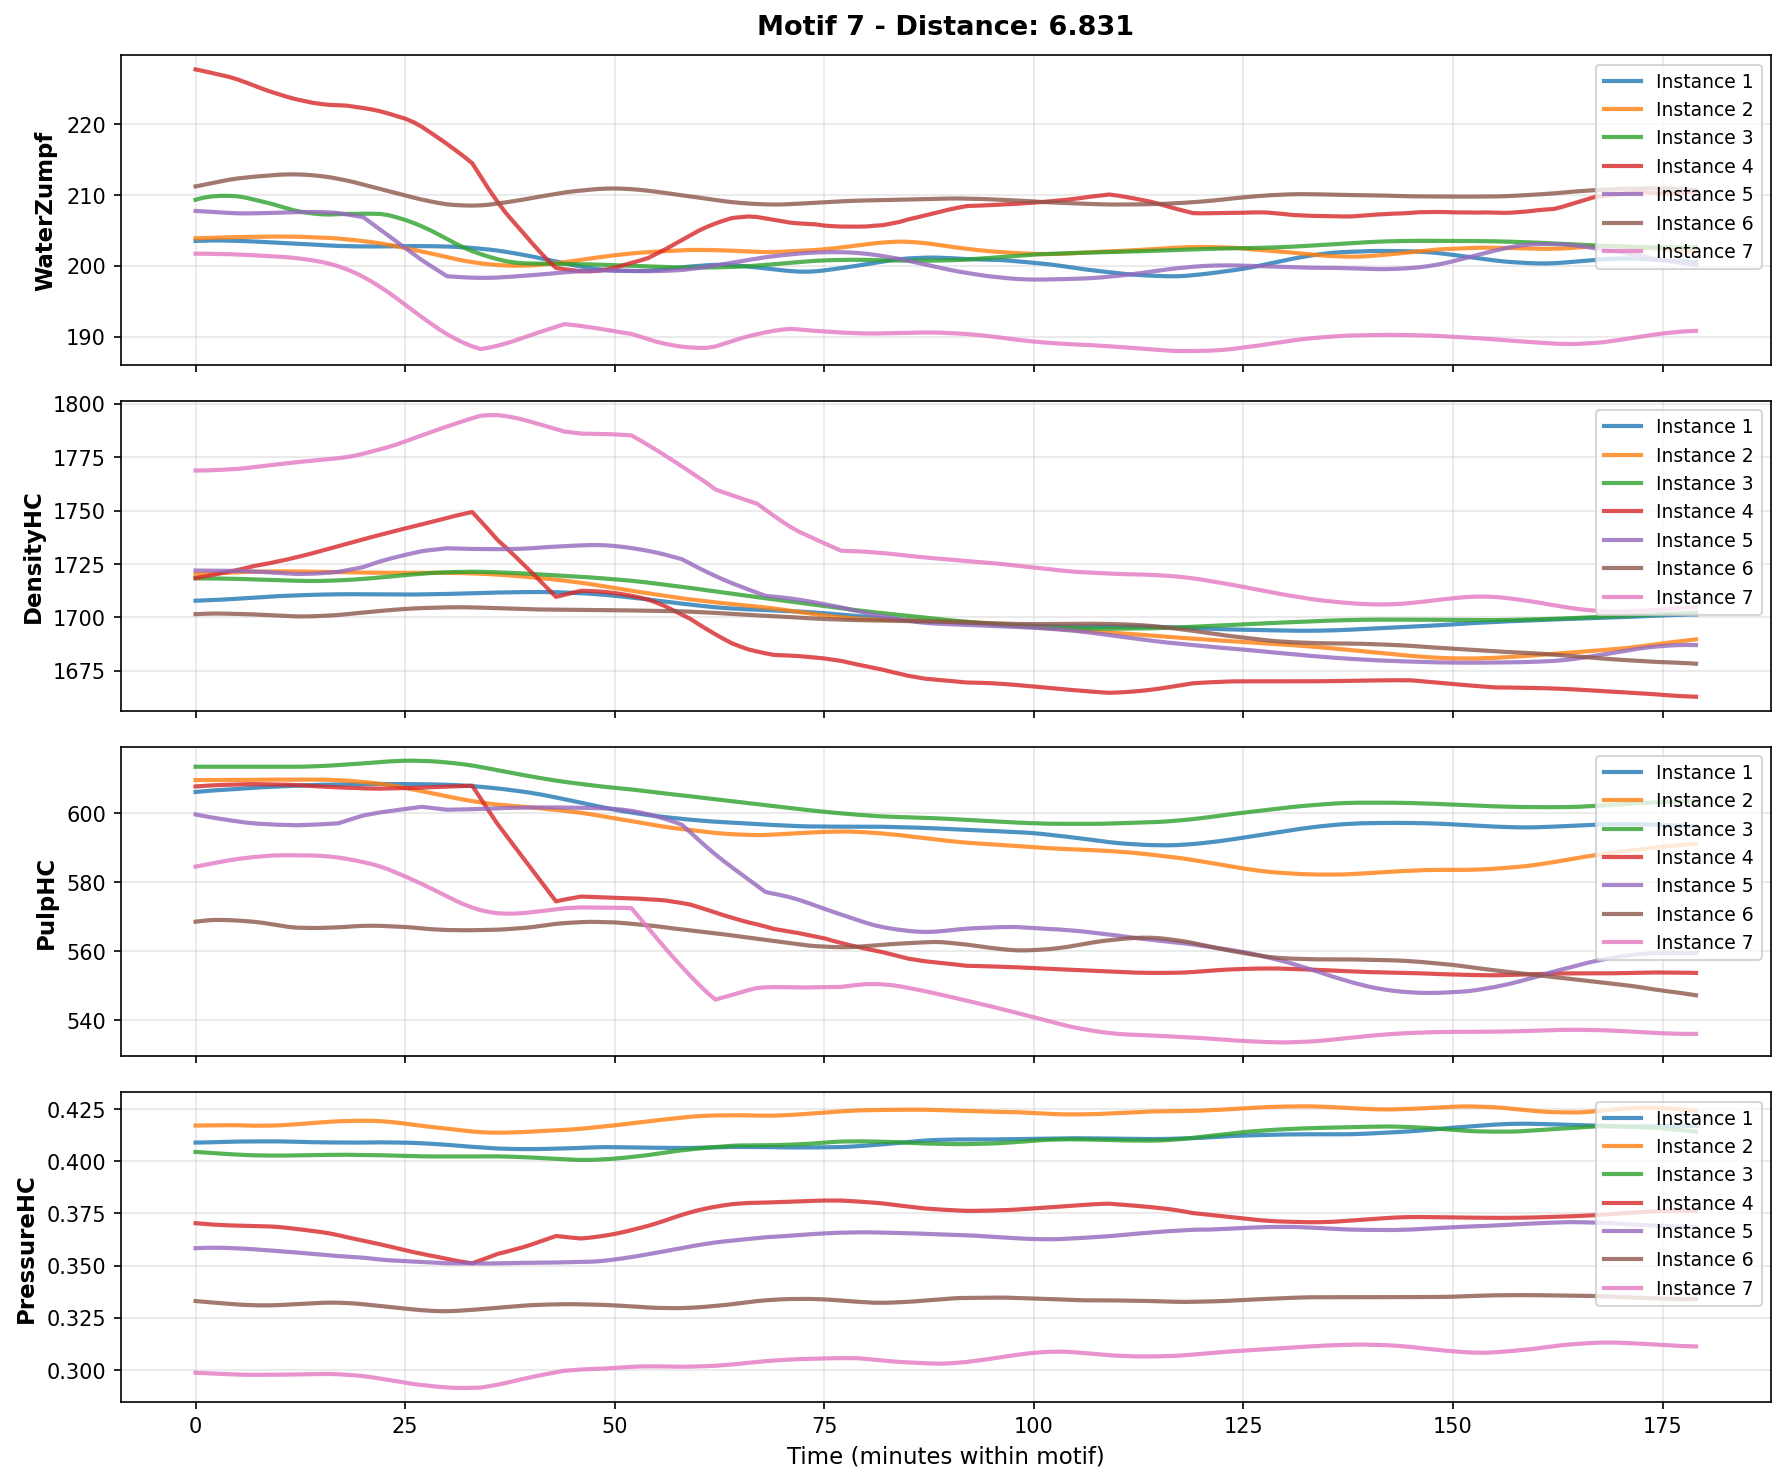 Motif 7 - Distance: 6.831
WaterZumpf
220
210
200
190
Instance 1
Instance 2
Instance 3
Instance 4
Instance 5
Instance 6
Instance 7
DensityHC
1800
1775
1750
1725
1700
1675
Instance 1
Instance 2
Instance 3
Instance 4
Instance 5
Instance 6
Instance 7
PulpHC
600
580
560
540
Instance 1
Instance 2
Instance 3
Instance 4
Instance 5
Instance 6
Instance 7
PressureHC
0.425
0.400
0.375
0.350
0.325
0.300
Instance 1
Instance 2
Instance 3
Instance 4
Instance 5
Instance 6
Instance 7
0 25 50 75 100 125 150 175
Time (minutes within motif)